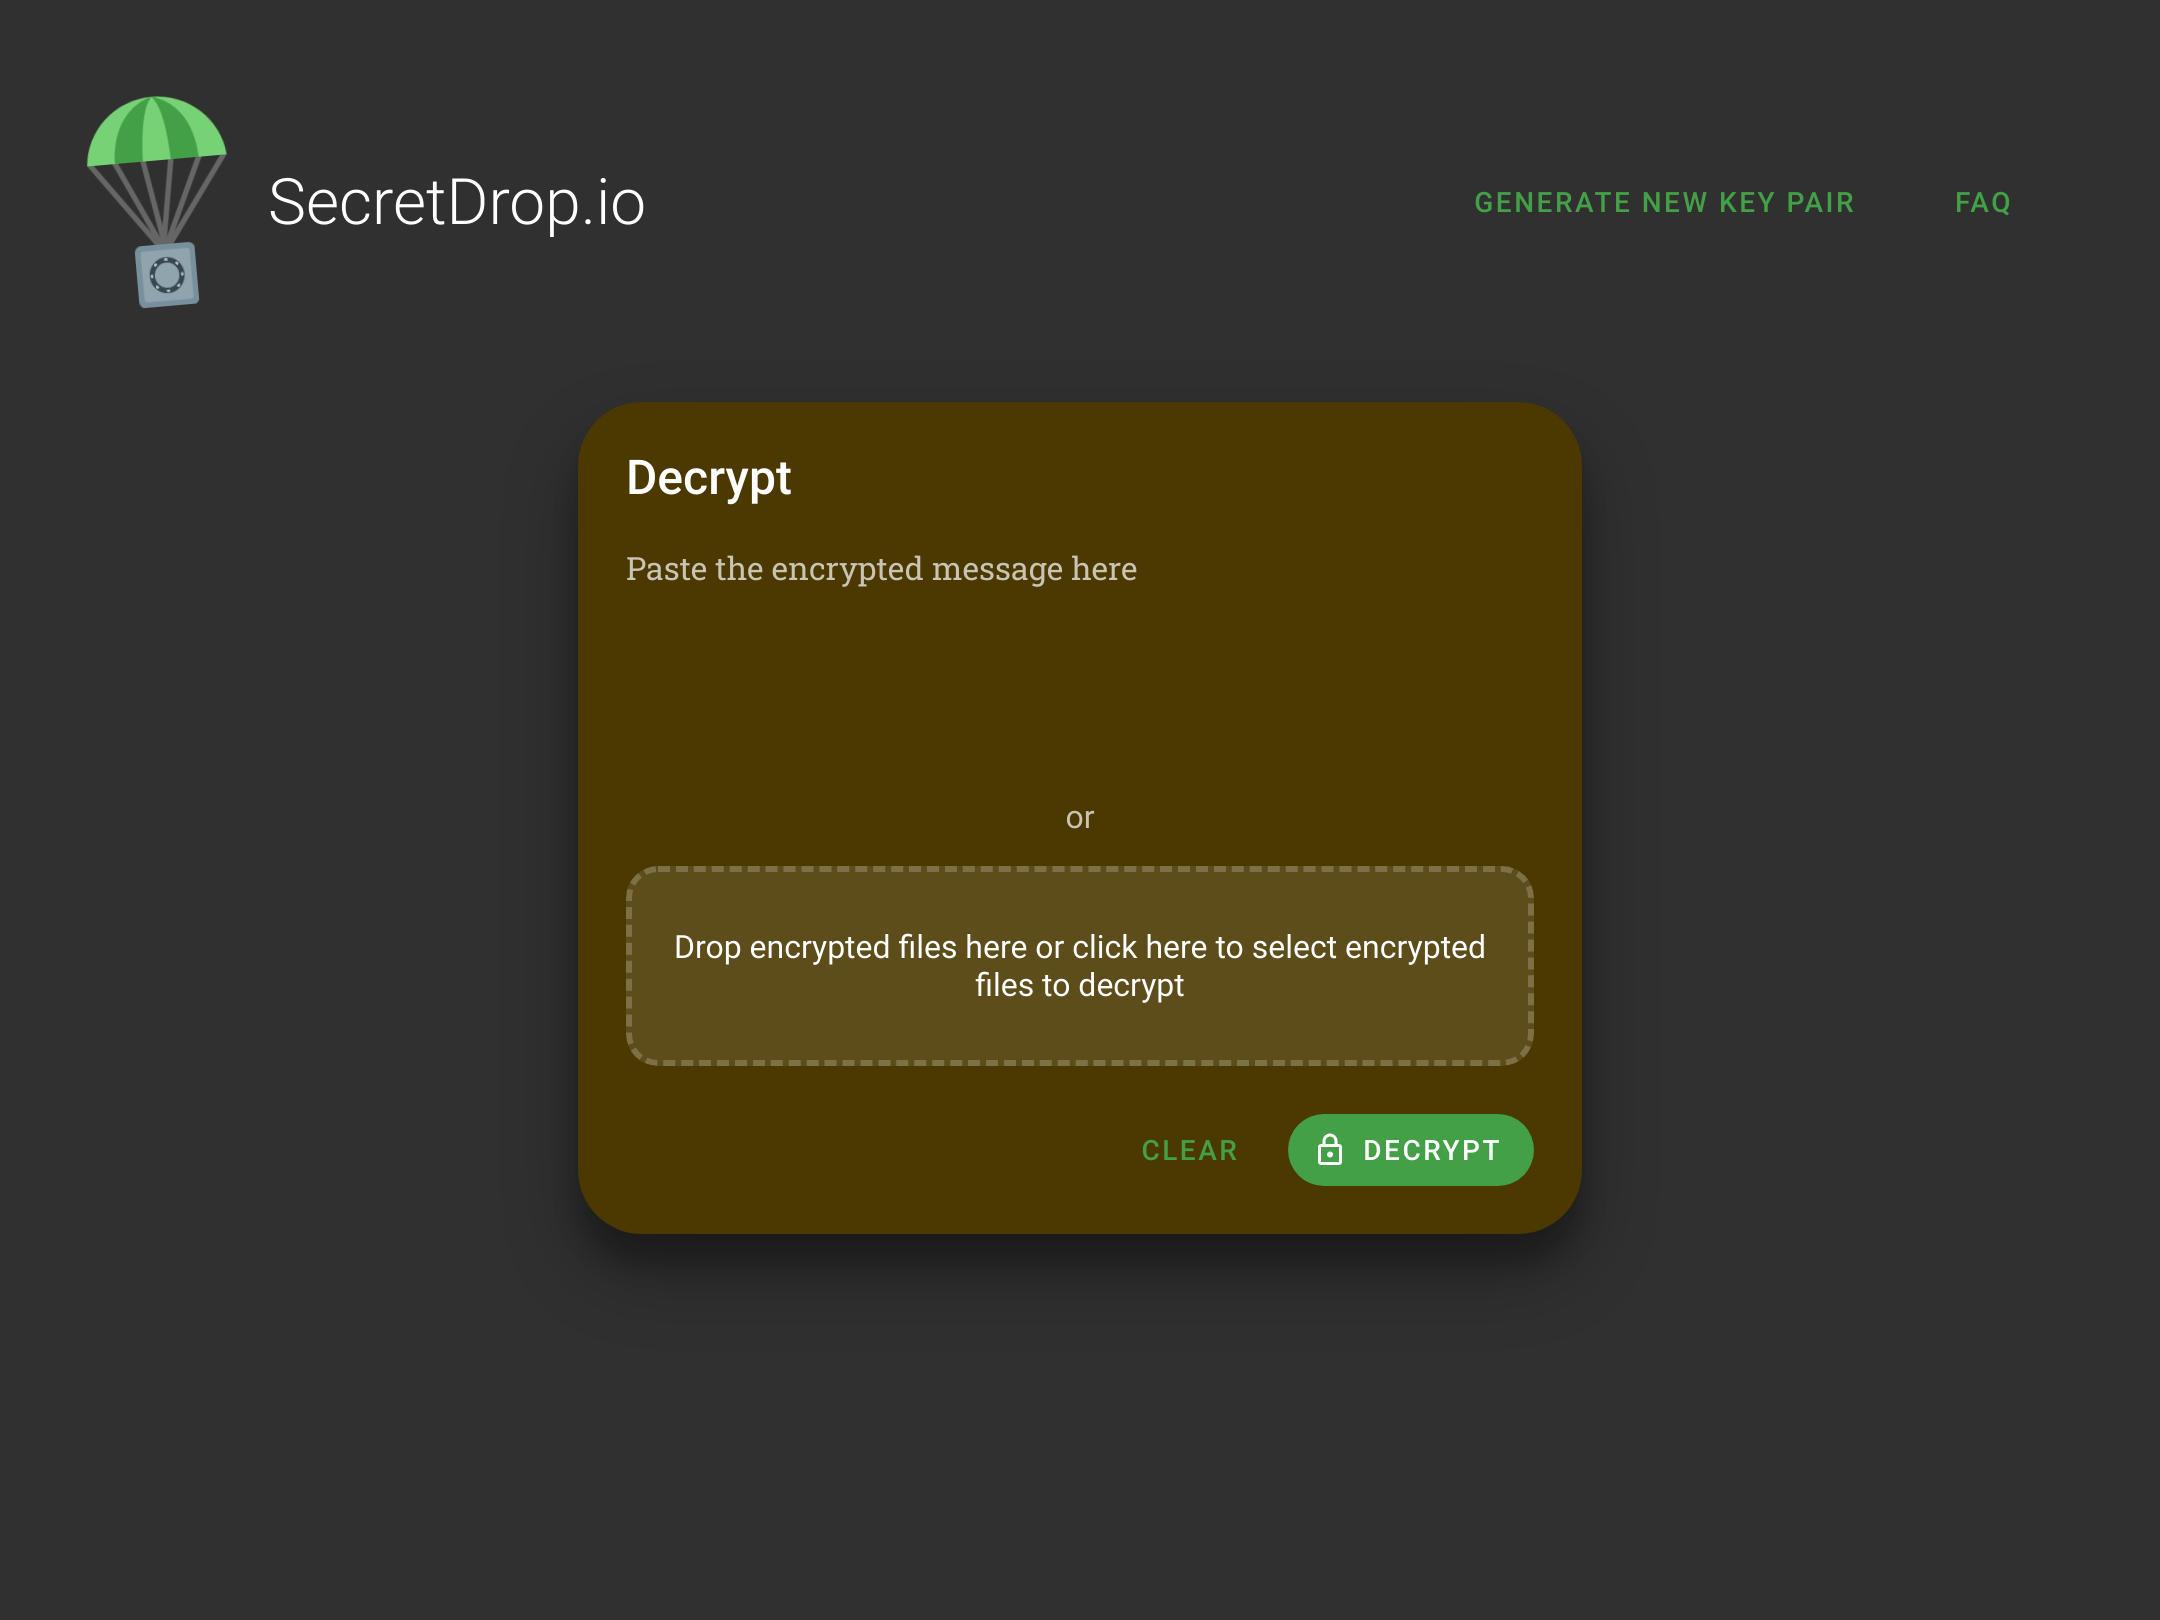 SecretDrop.io
GENERATE NEW KEY PAIR
FAQ
Decrypt
Paste the encrypted message here
or
Drop encrypted files here or click here to select encrypted
files to decrypt
CLEAR
DECRYPT